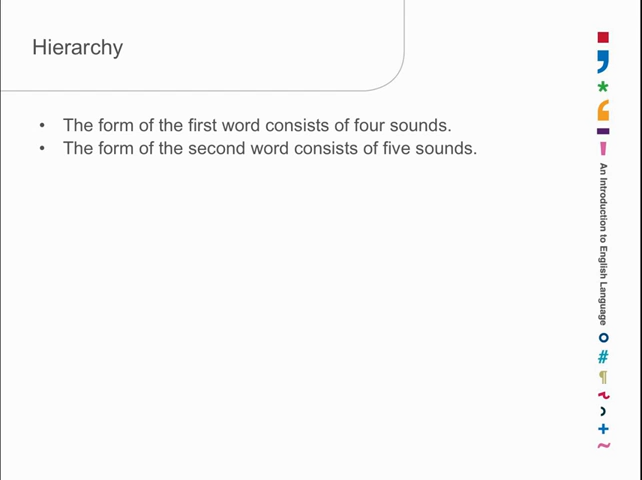 Hierarchy
• The form of the first word consists of four sounds.
• The form of the second word consists of five sounds.
An Introduction to English Language